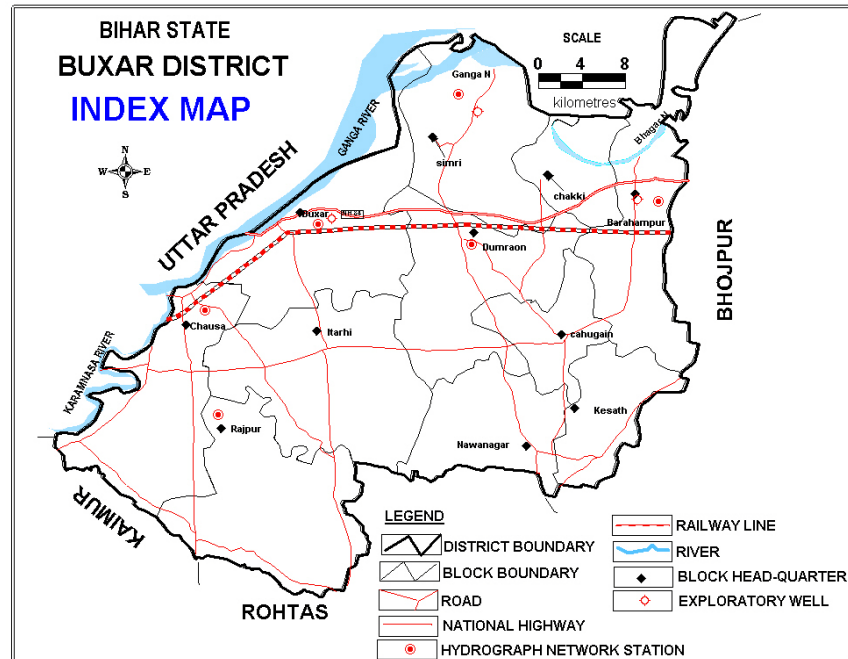 BIHAR STATE
BUXAR DISTRICT
INDEX MAP
SCALE
0 4 8
kilometres
N
W E
S
Ganga N
GANGA RIVER
Bhagar N
simri
chakki
UTTAR PRADESH
Buxar
Barahampur
Dumraon
BHOJPUR
Chausa
Itarhi
cahugain
KARAMNASA RIVER
Rajpur
Kesath
Nawanagar
KAIMUR
ROHTAS
LEGEND
DISTRICT BOUNDARY
BLOCK BOUNDARY
ROAD
NATIONAL HIGHWAY
HYDROGRAPH NETWORK STATION
RAILWAY LINE
RIVER
BLOCK HEAD-QUARTER
EXPLORATORY WELL